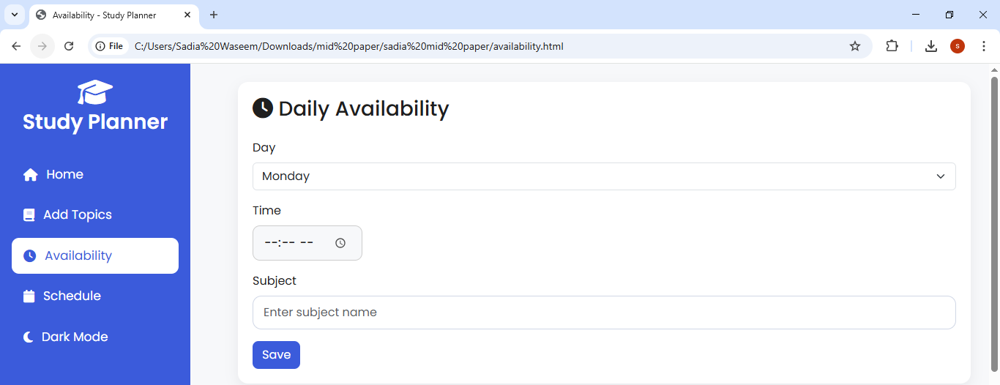 Availability - Study Planner
File
C:/Users/Sadia%20Waseem/Downloads/mid%20paper/sadia%20mid%20paper/availability.html
s
Study Planner
Home
Add Topics
Availability
Schedule
Dark Mode
Daily Availability
Day
Monday
Time
--:-- --
Subject
Enter subject name
Save